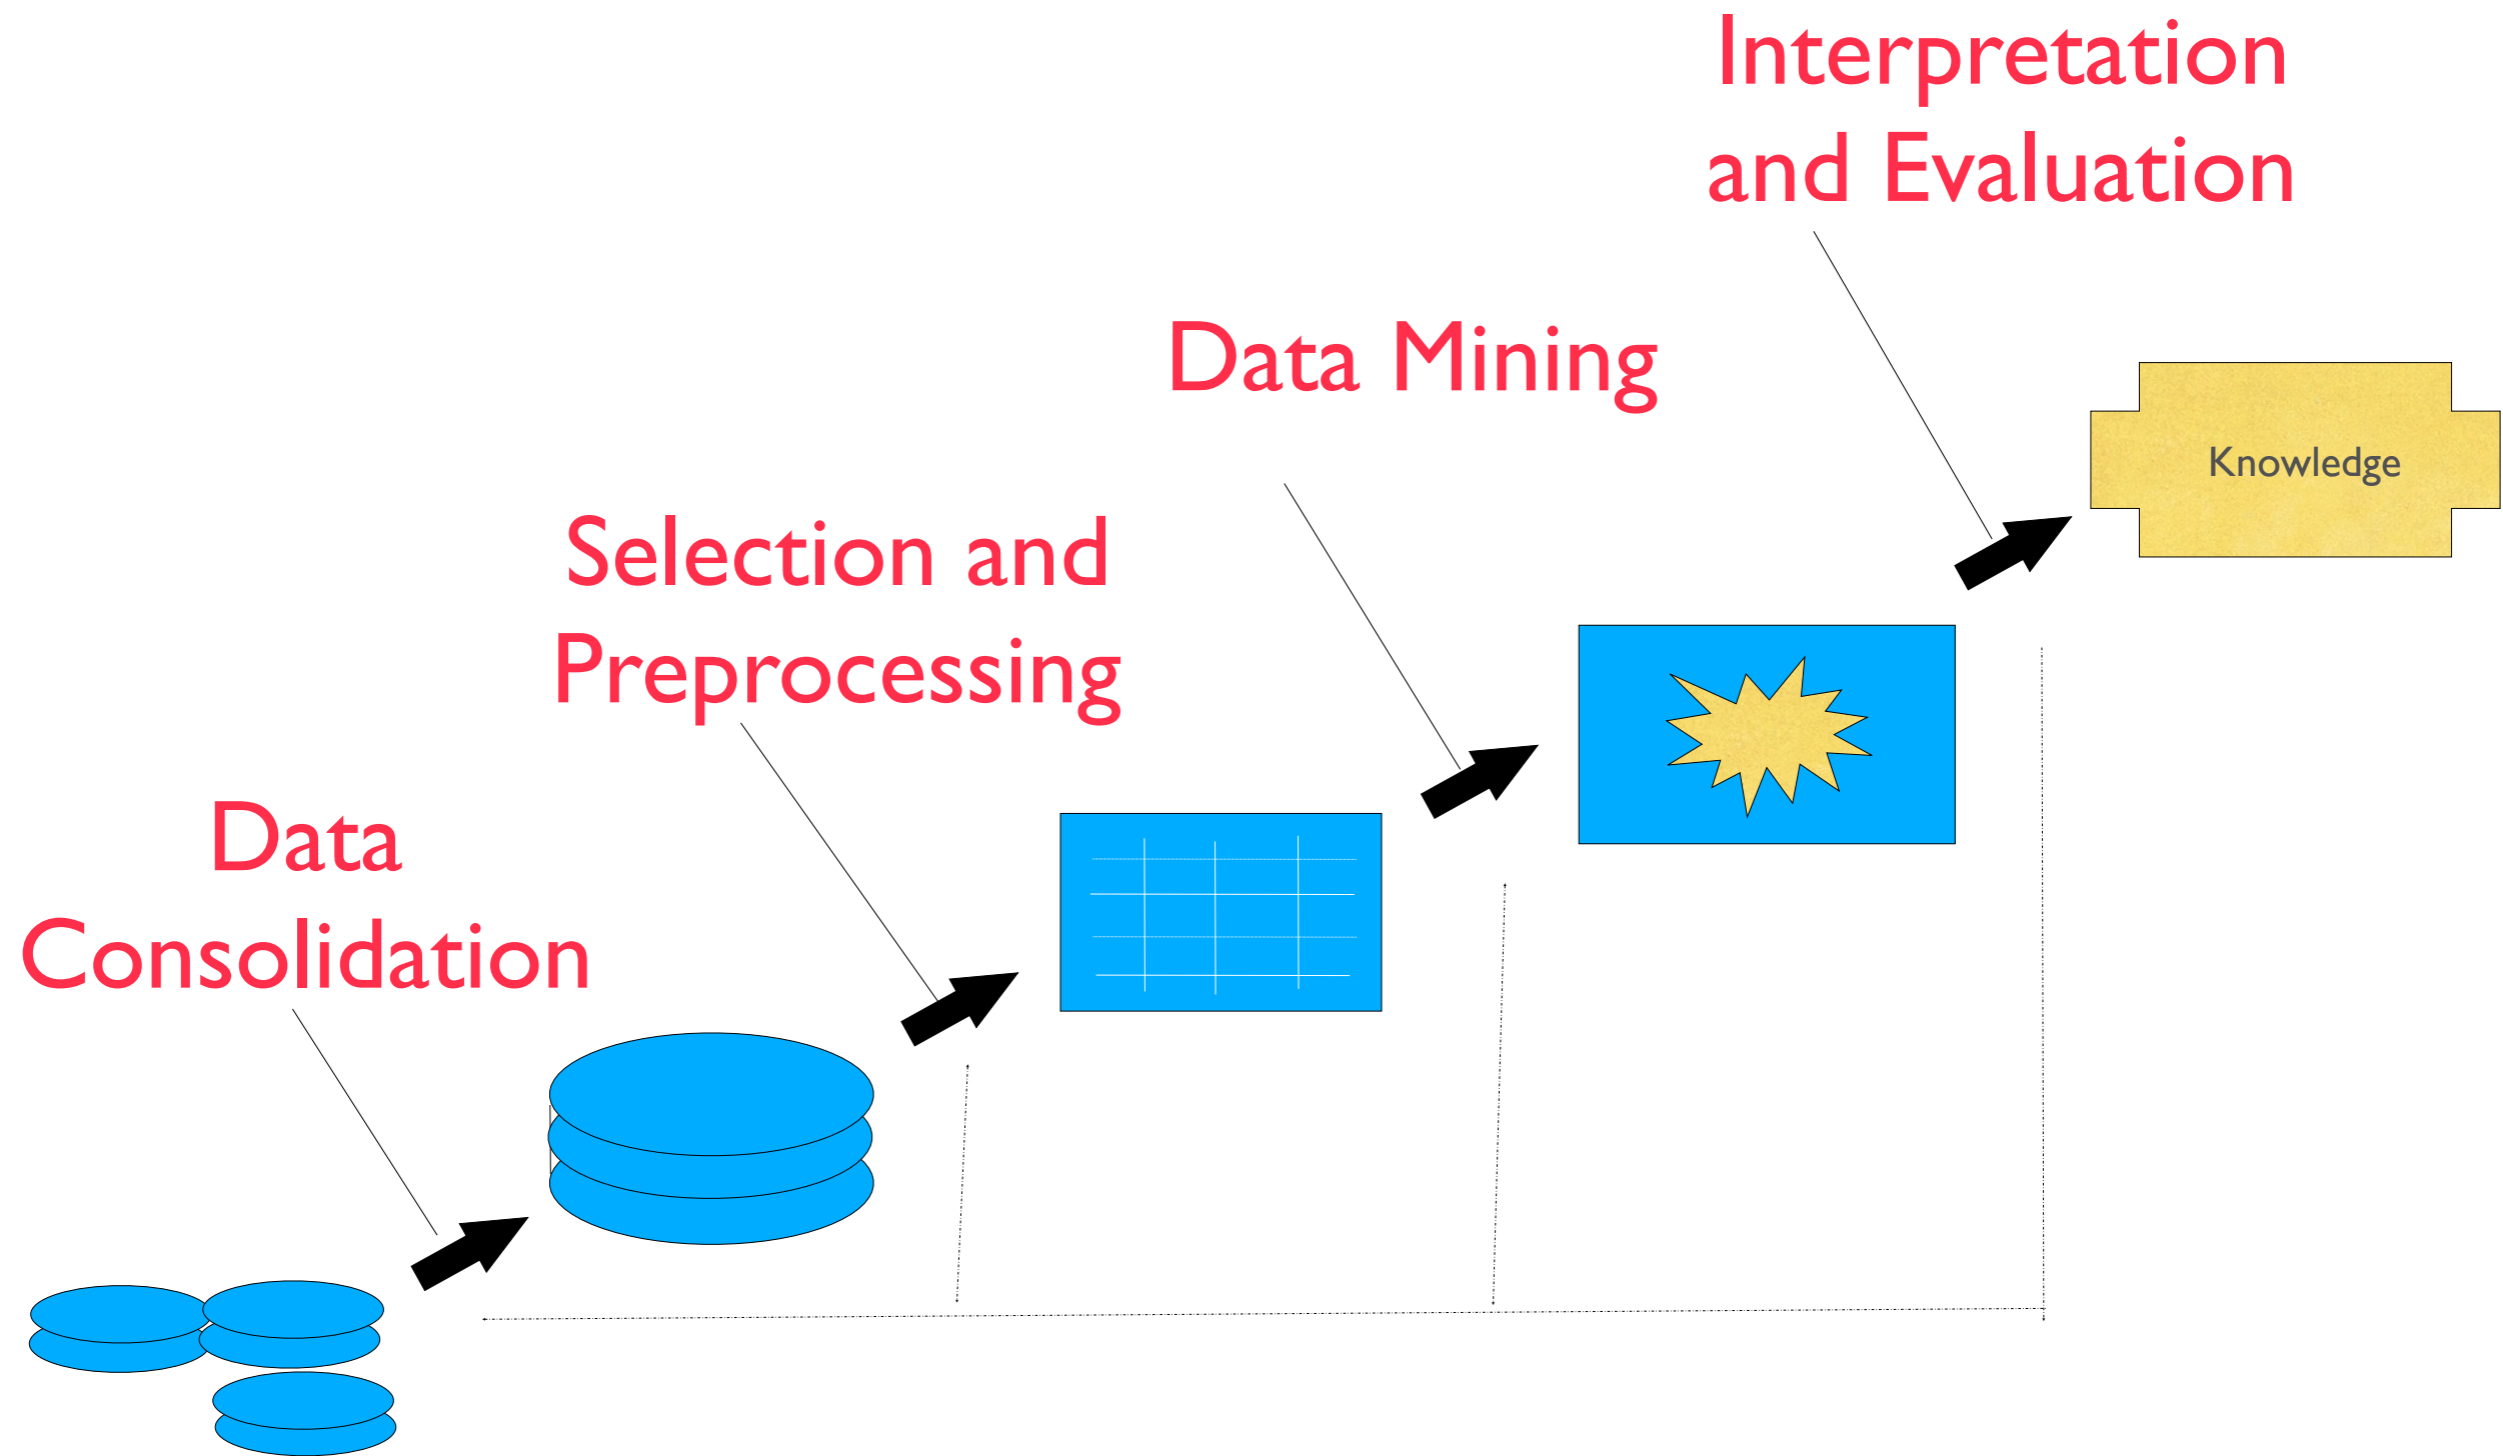 Interpretation
and Evaluation
Data Mining
Knowledge
Selection and
Preprocessing
Data
Consolidation